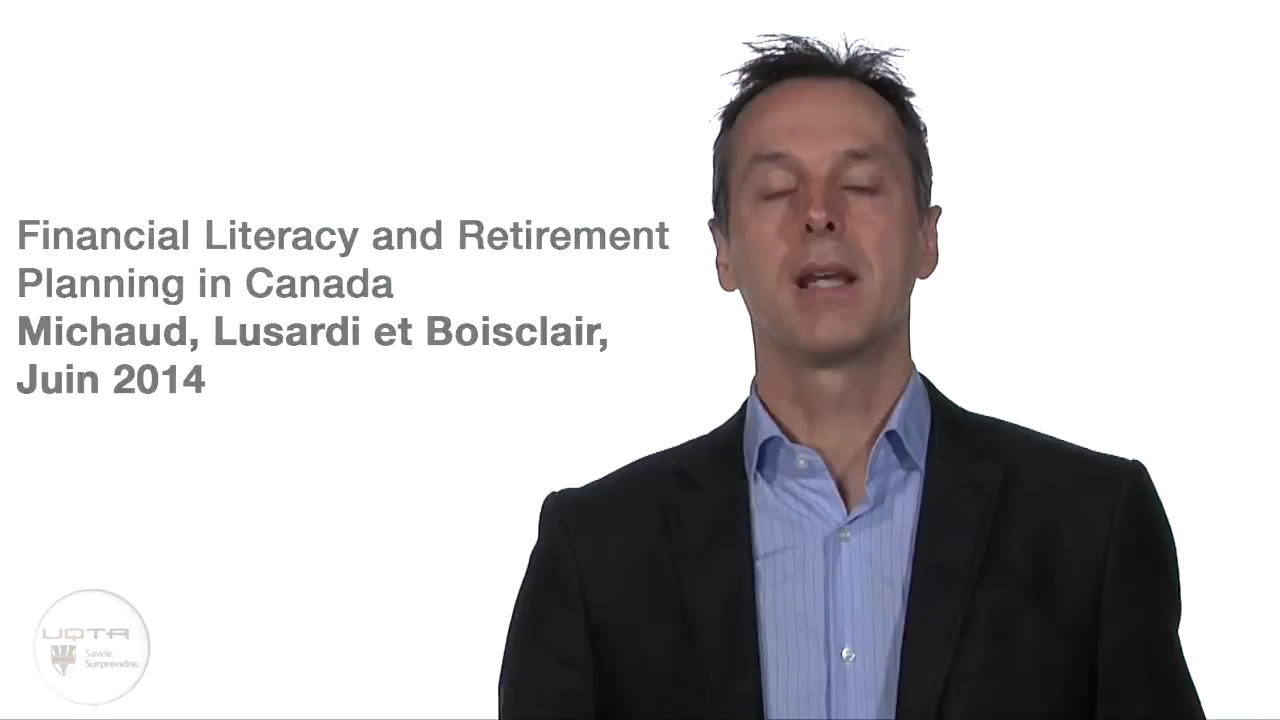 Financial Literacy and Retirement
Planning in Canada
Michaud, Lusardi et Boisclair,
Juin 2014
UQTR
Savoir.
Surprendre.